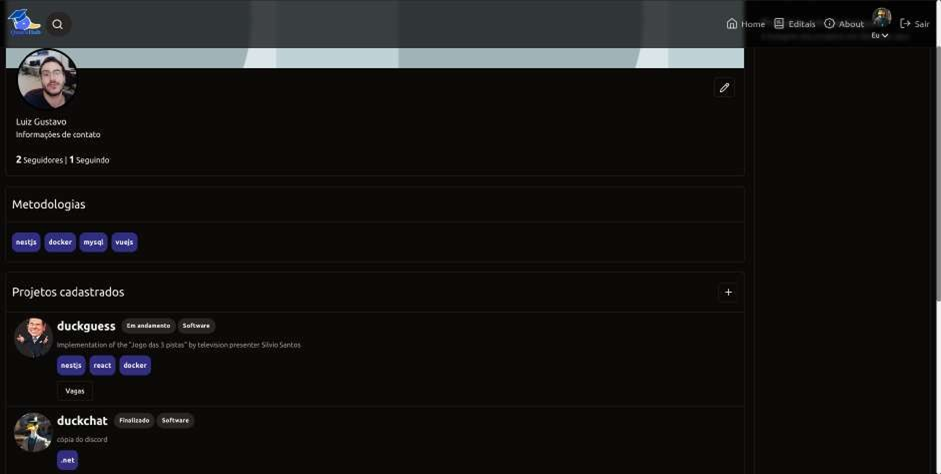 Home Editais About Eu Sair
Luiz Gustavo
Informações de contato
2 Seguidores | 1 Seguindo
Metodologias
nestjs docker mysql vuejs
Projetos cadastrados
duckguess Em andamento Software
Implementation of the "Jogo das 3 pistas" by television presenter Silvio Santos
nestjs react docker
Vagas
duckchat Finalizado Software
cópia do discord
.net